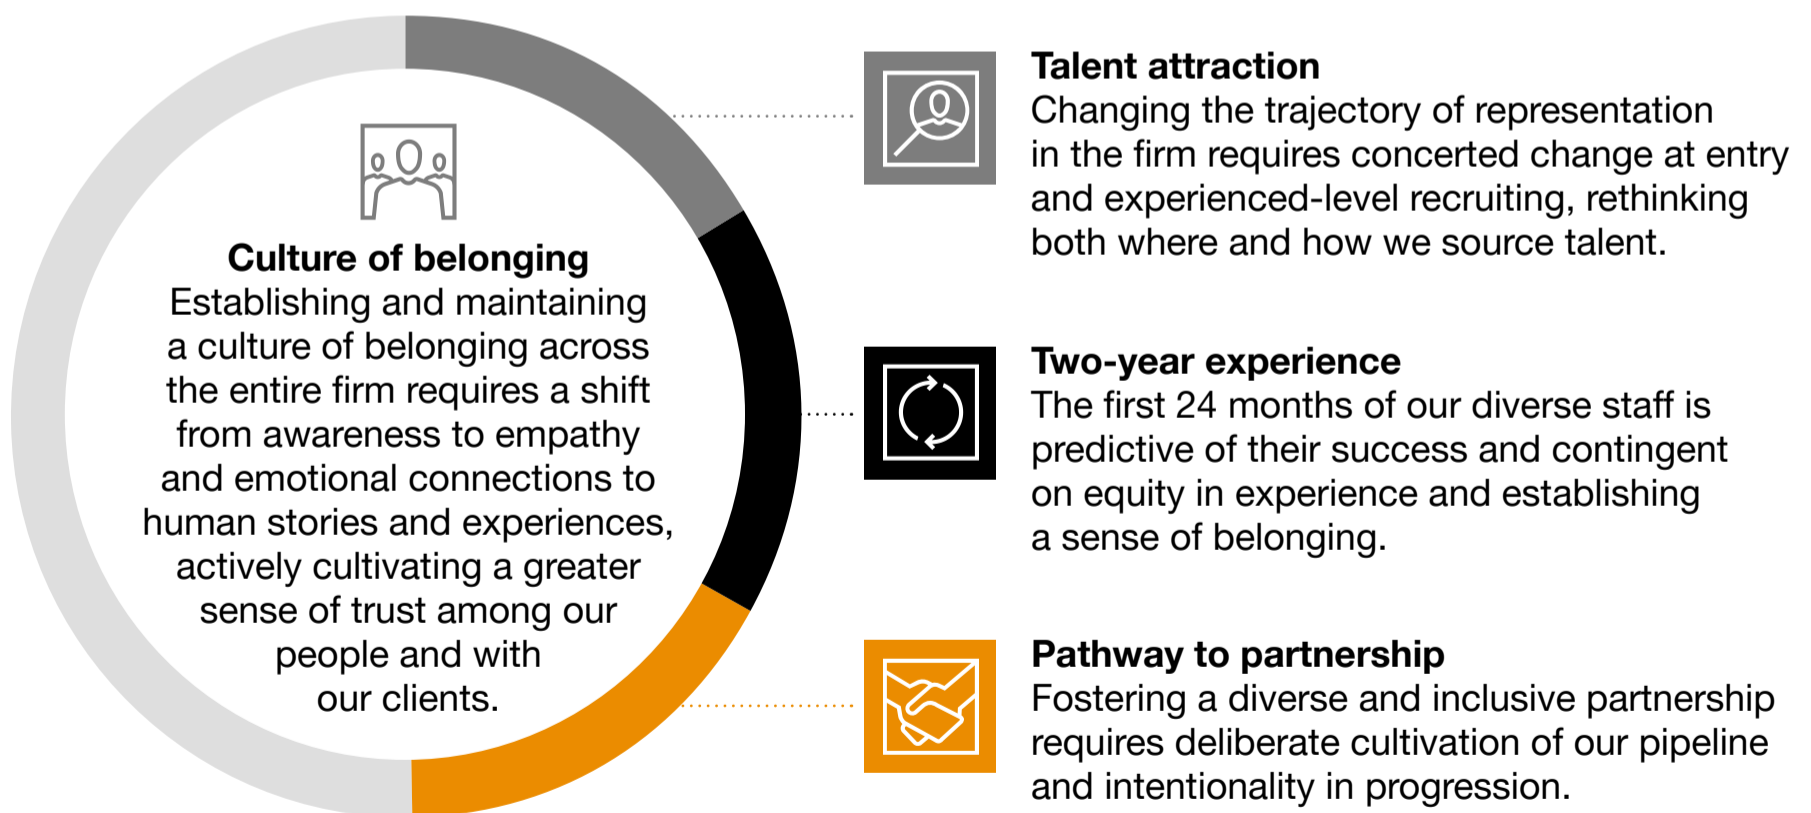 Culture of belonging
Establishing and maintaining
a culture of belonging across
the entire firm requires a shift
from awareness to empathy
and emotional connections to
human stories and experiences,
actively cultivating a greater
sense of trust among our
people and with
our clients.
Talent attraction
Changing the trajectory of representation
in the firm requires concerted change at entry
and experienced-level recruiting, rethinking
both where and how we source talent.
Two-year experience
The first 24 months of our diverse staff is
predictive of their success and contingent
on equity in experience and establishing
a sense of belonging.
Pathway to partnership
Fostering a diverse and inclusive partnership
requires deliberate cultivation of our pipeline
and intentionality in progression.